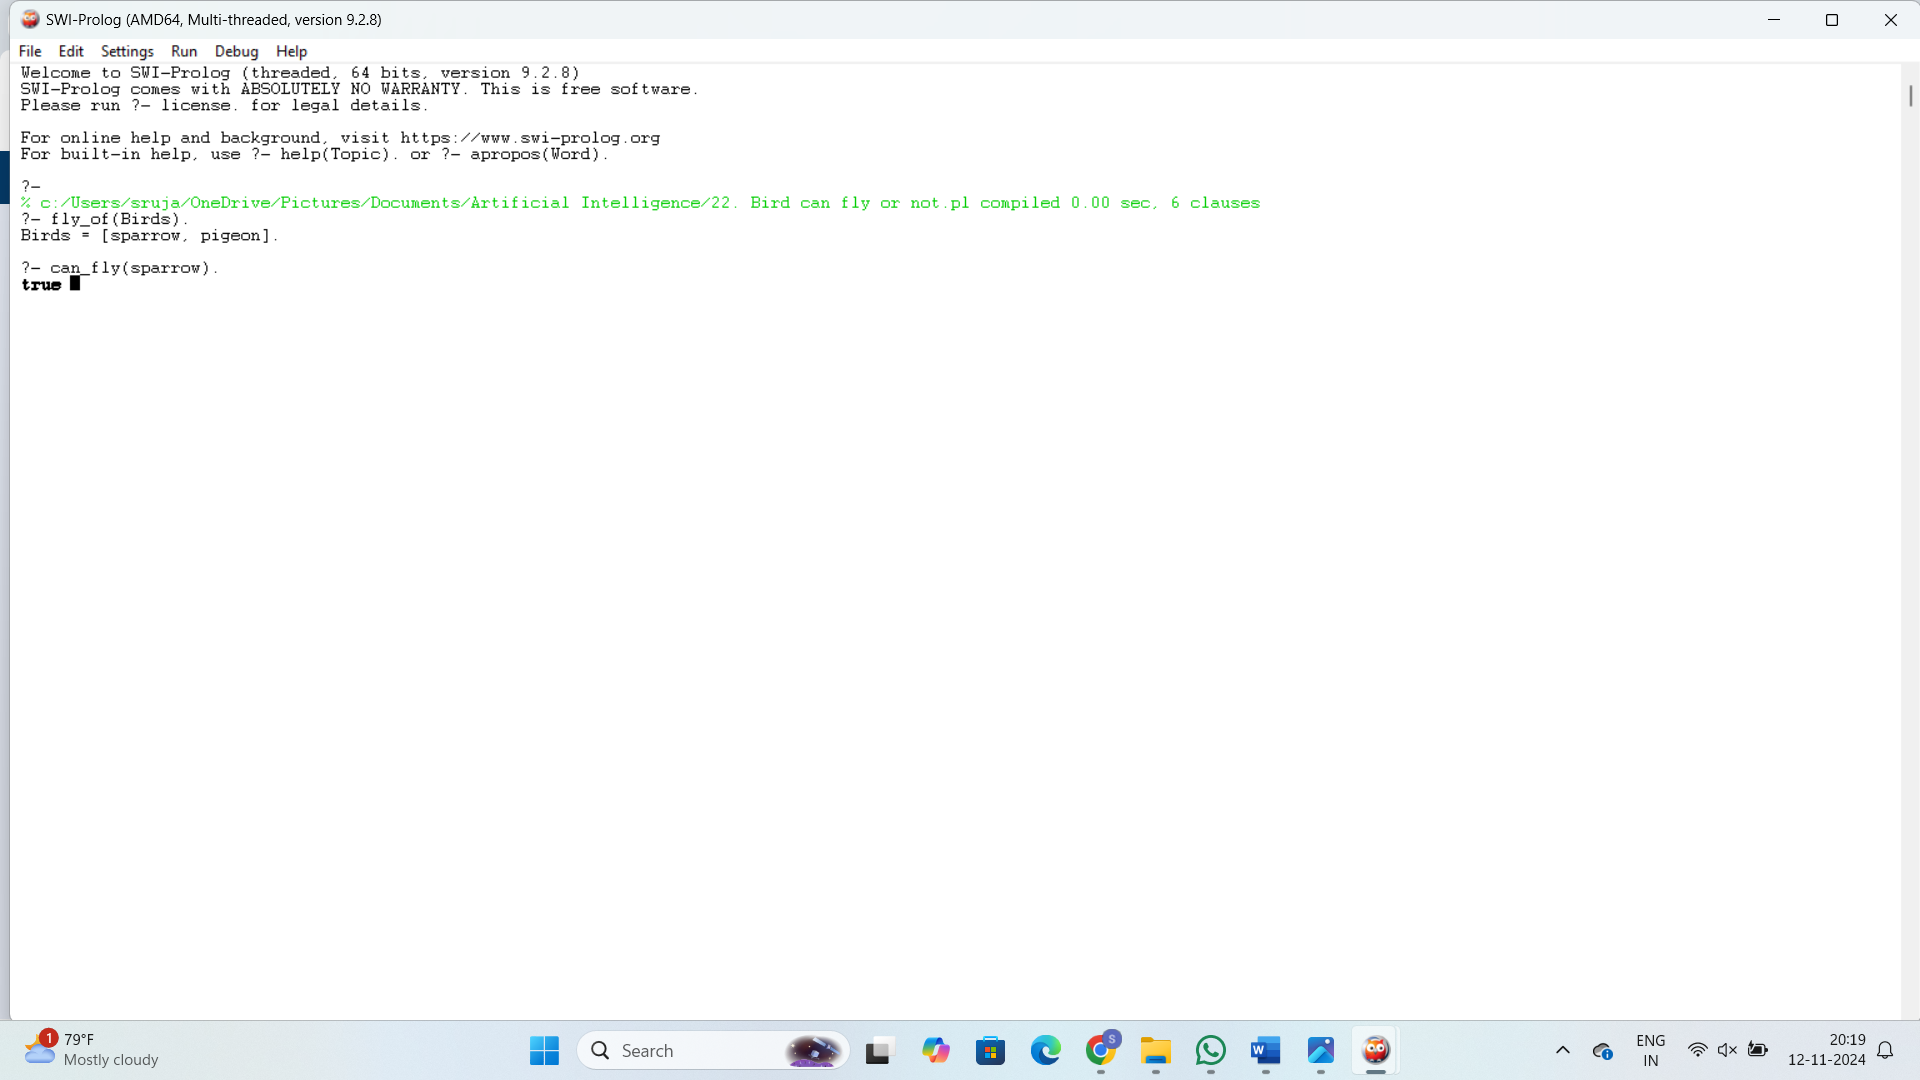 SWI-Prolog (AMD64, Multi-threaded, version 9.2.8)
File Edit Settings Run Debug Help
Welcome to SWI-Prolog (threaded, 64 bits, version 9.2.8)
SWI-Prolog comes with ABSOLUTELY NO WARRANTY. This is free software.
Please run ?- license. for legal details.
For online help and background, visit https://www.swi-prolog.org
For built-in help, use ?- help(Topic). or ?- apropos(Word).
?-
% c:/Users/sruja/OneDrive/Pictures/Documents/Artificial Intelligence/22. Bird can fly or not.pl compiled 0.00 sec, 6 clauses
?- fly_of(Birds).
Birds = [sparrow, pigeon].
?- can_fly(sparrow).
true
1
79°F
Mostly cloudy
Search
S
W
ENG
IN
20:19
12-11-2024